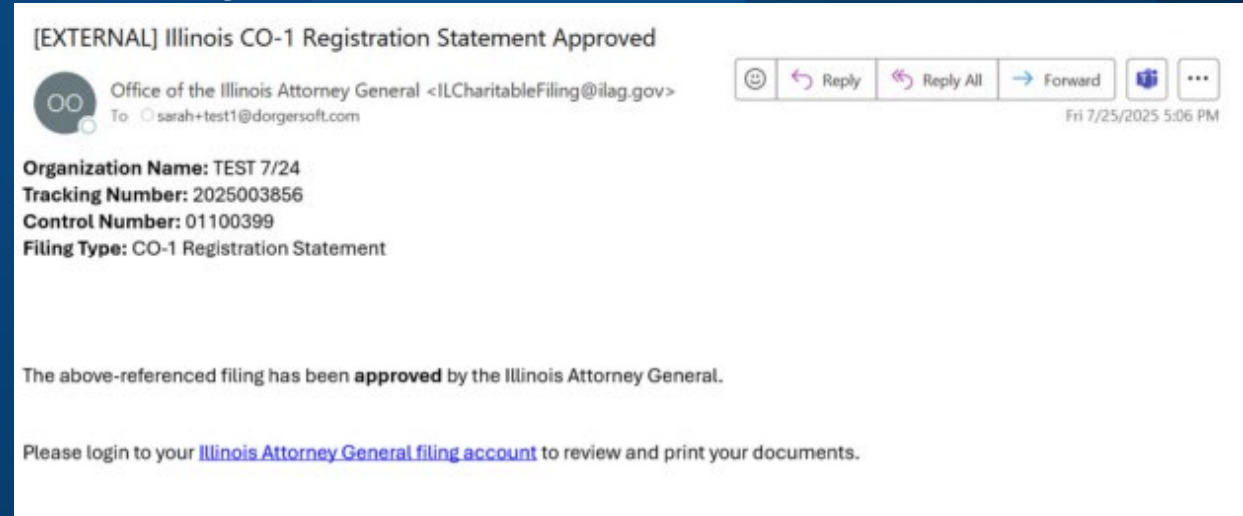 [EXTERNAL] Illinois CO-1 Registration Statement Approved
OO
Office of the Illinois Attorney General <ILCharitableFiling@ilag.gov>
To sarah+test1@dorgersoft.com
Reply
Reply All
Forward
Fri 7/25/2025 5:06 PM
Organization Name: TEST 7/24
Tracking Number: 2025003856
Control Number: 01100399
Filing Type: CO-1 Registration Statement
The above-referenced filing has been approved by the Illinois Attorney General.
Please login to your Illinois Attorney General filing account to review and print your documents.